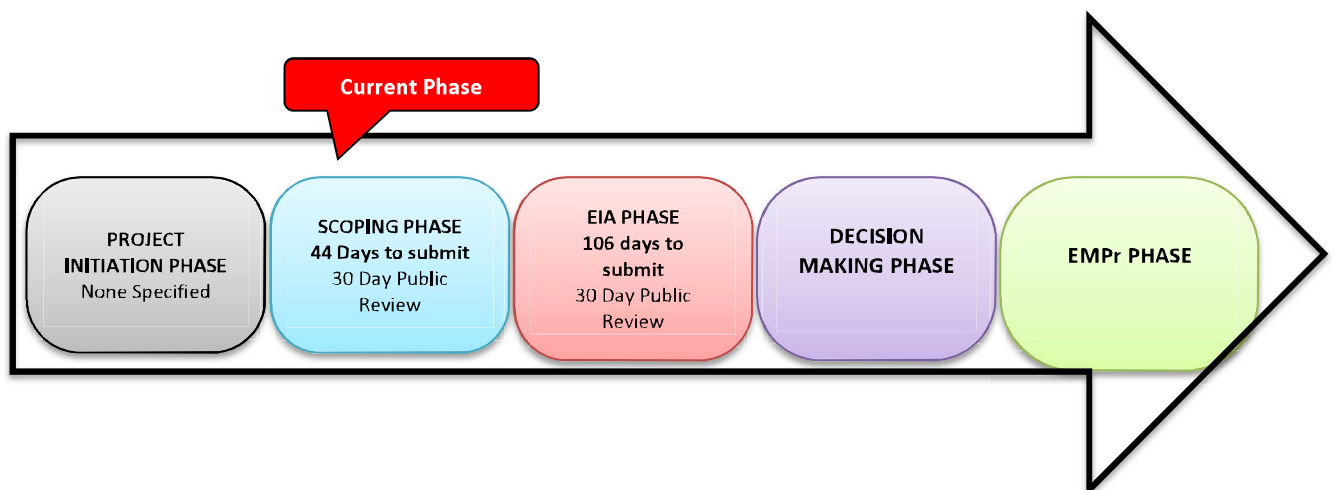 Current Phase
PROJECT
INITIATION PHASE
None Specified
SCOPING PHASE
44 Days to submit
30 Day Public
Review
EIA PHASE
106 days to
submit
30 Day Public
Review
DECISION
MAKING PHASE
EMPr PHASE